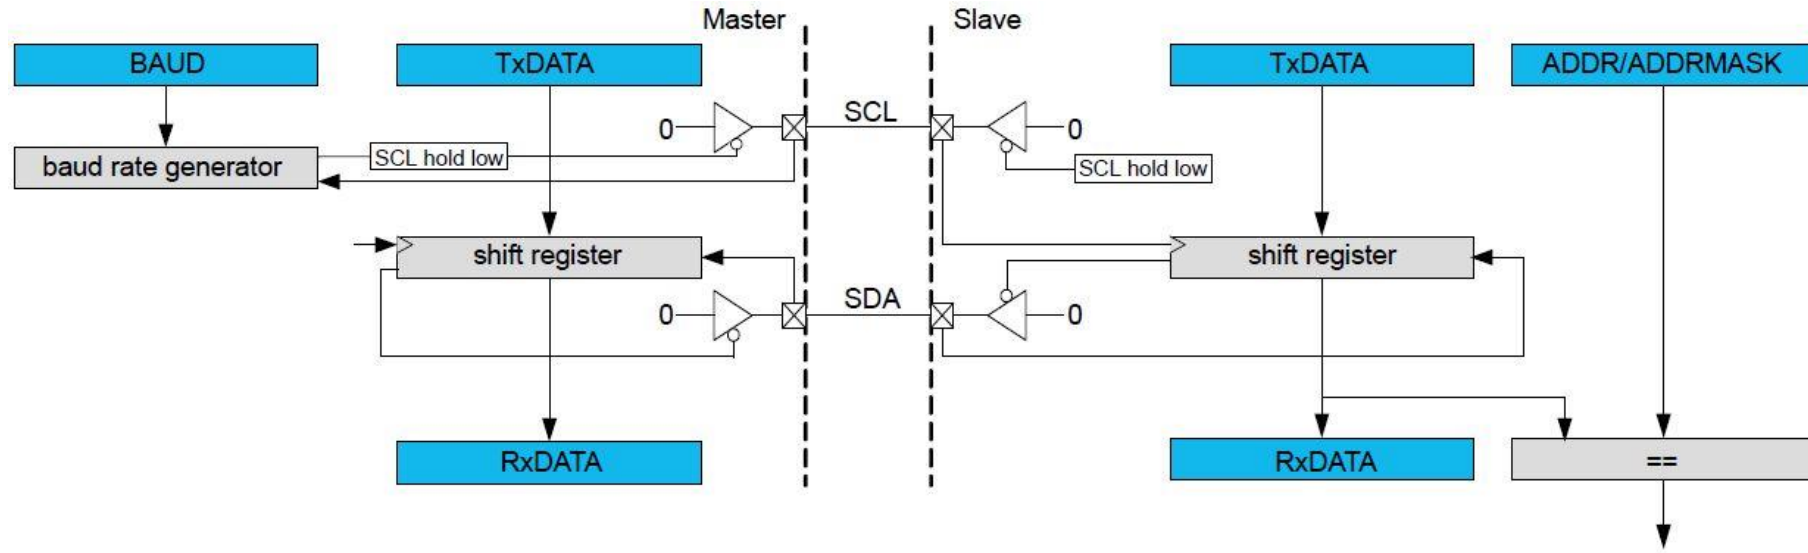 Master
Slave
BAUD
TxDATA
TxDATA
ADDR/ADDRMASK
0
SCL
0
baud rate generator
SCL hold low
SCL hold low
shift register
shift register
0
SDA
0
RxDATA
RxDATA
==